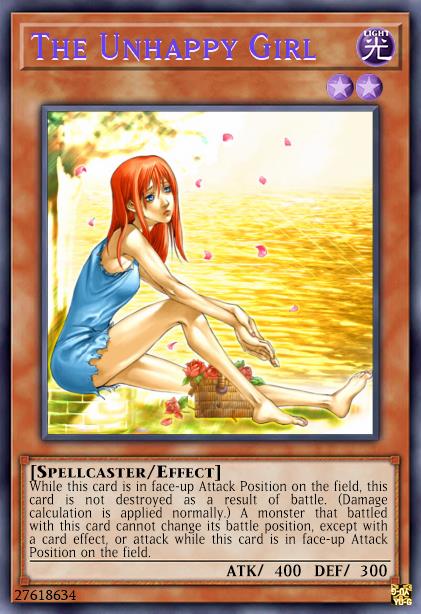 The Unhappy Girl
LIGHT
光
[Spellcaster/Effect]
While this card is in face-up Attack Position on the field, this
card is not destroyed as a result of battle. (Damage
calculation is applied normally.) A monster that battled
with this card cannot change its battle position, except with
a card effect, or attack while this card is in face-up Attack
Position on the field.
ATK/ 400 DEF/ 300
27618634